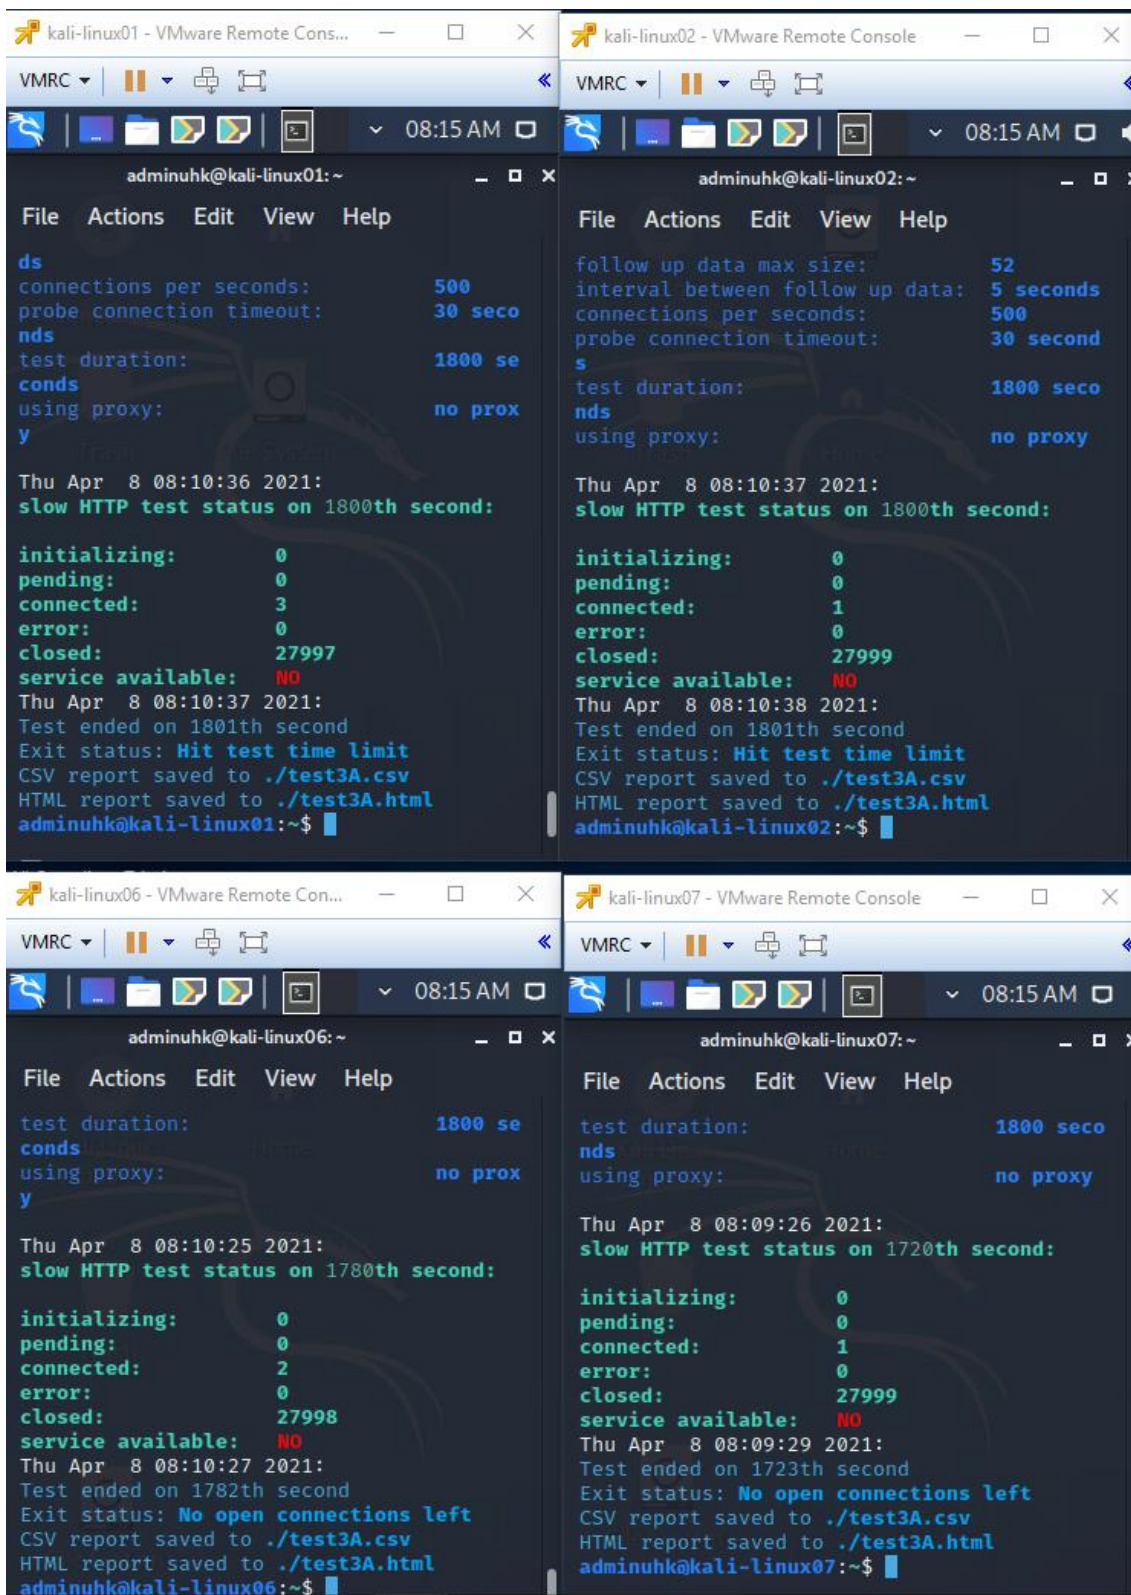 kali-linux01 - VMware Remote Cons...
VMRC
08:15 AM
adminuhk@kali-linux01: ~
File Actions Edit View Help
ds
connections per seconds: 500
probe connection timeout: 30 seco
nds
test duration: 1800 se
conds
using proxy: no prox
y
Thu Apr  8 08:10:36 2021:
slow HTTP test status on 1800th second:
initializing: 0
pending: 0
connected: 3
error: 0
closed: 27997
service available: NO
Thu Apr  8 08:10:37 2021:
Test ended on 1801th second
Exit status: Hit test time limit
CSV report saved to ./test3A.csv
HTML report saved to ./test3A.html
adminuhk@kali-linux01:~$
kali-linux02 - VMware Remote Console
VMRC
08:15 AM
adminuhk@kali-linux02: ~
File Actions Edit View Help
follow up data max size: 52
interval between follow up data: 5 seconds
connections per seconds: 500
probe connection timeout: 30 second
s
test duration: 1800 seco
nds
using proxy: no proxy
Thu Apr  8 08:10:37 2021:
slow HTTP test status on 1800th second:
initializing: 0
pending: 0
connected: 1
error: 0
closed: 27999
service available: NO
Thu Apr  8 08:10:38 2021:
Test ended on 1801th second
Exit status: Hit test time limit
CSV report saved to ./test3A.csv
HTML report saved to ./test3A.html
adminuhk@kali-linux02:~$
kali-linux06 - VMware Remote Con...
VMRC
08:15 AM
adminuhk@kali-linux06: ~
File Actions Edit View Help
test duration: 1800 se
conds
using proxy: no prox
y
Thu Apr  8 08:10:25 2021:
slow HTTP test status on 1780th second:
initializing: 0
pending: 0
connected: 2
error: 0
closed: 27998
service available: NO
Thu Apr  8 08:10:27 2021:
Test ended on 1782th second
Exit status: No open connections left
CSV report saved to ./test3A.csv
HTML report saved to ./test3A.html
adminuhk@kali-linux06:~$
kali-linux07 - VMware Remote Console
VMRC
08:15 AM
adminuhk@kali-linux07: ~
File Actions Edit View Help
test duration: 1800 seco
nds
using proxy: no proxy
Thu Apr  8 08:09:26 2021:
slow HTTP test status on 1720th second:
initializing: 0
pending: 0
connected: 1
error: 0
closed: 27999
service available: NO
Thu Apr  8 08:09:29 2021:
Test ended on 1723th second
Exit status: No open connections left
CSV report saved to ./test3A.csv
HTML report saved to ./test3A.html
adminuhk@kali-linux07:~$